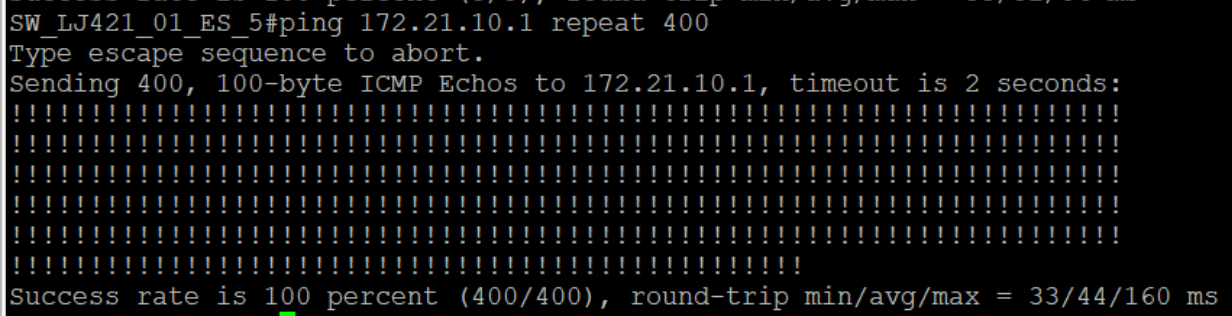 SW_LJ421_01_ES_5#ping 172.21.10.1 repeat 400
Type escape sequence to abort.
Sending 400, 100-byte ICMP Echos to 172.21.10.1, timeout is 2 seconds:
!!!!!!!!!!!!!!!!!!!!!!!!!!!!!!!!!!!!!!!!!!!!!!!!!!!!!!!!!!!!!!!!!!!!!!
!!!!!!!!!!!!!!!!!!!!!!!!!!!!!!!!!!!!!!!!!!!!!!!!!!!!!!!!!!!!!!!!!!!!!!
!!!!!!!!!!!!!!!!!!!!!!!!!!!!!!!!!!!!!!!!!!!!!!!!!!!!!!!!!!!!!!!!!!!!!!
!!!!!!!!!!!!!!!!!!!!!!!!!!!!!!!!!!!!!!!!!!!!!!!!!!!!!!!!!!!!!!!!!!!!!!
!!!!!!!!!!!!!!!!!!!!!!!!!!!!!!!!!!!!!!!!!!!!!!!!!!!!!!!!!!!!!!!!!!!!!!
!!!!!!!!!!!!!!!!!!!!!!!!!!!!!!!!!!!!!!!!!!!!!!!!!!
Success rate is 100 percent (400/400), round-trip min/avg/max = 33/44/160 ms